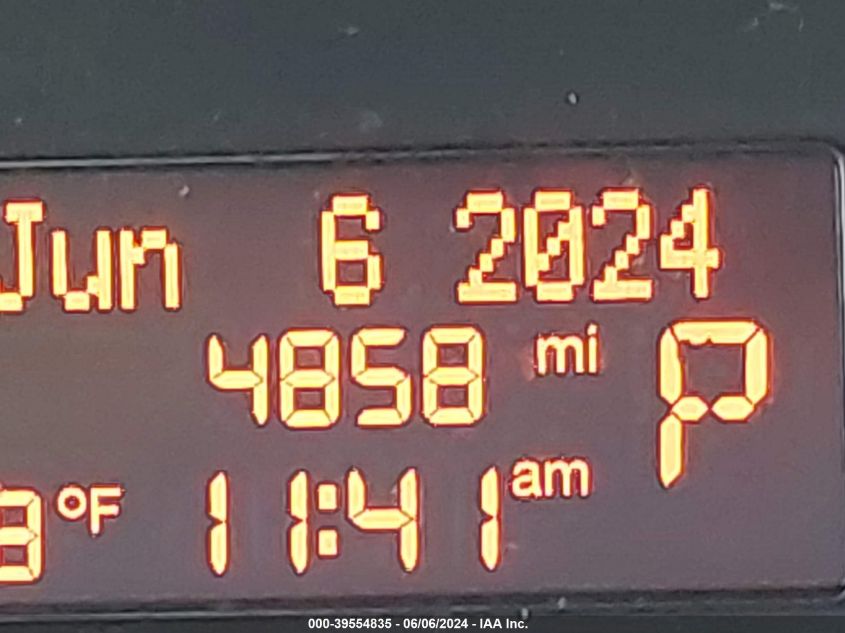 Jun 6 2024
4858 mi P
°F 11:41 am
000-39554835 - 06/06/2024 - IAA Inc.